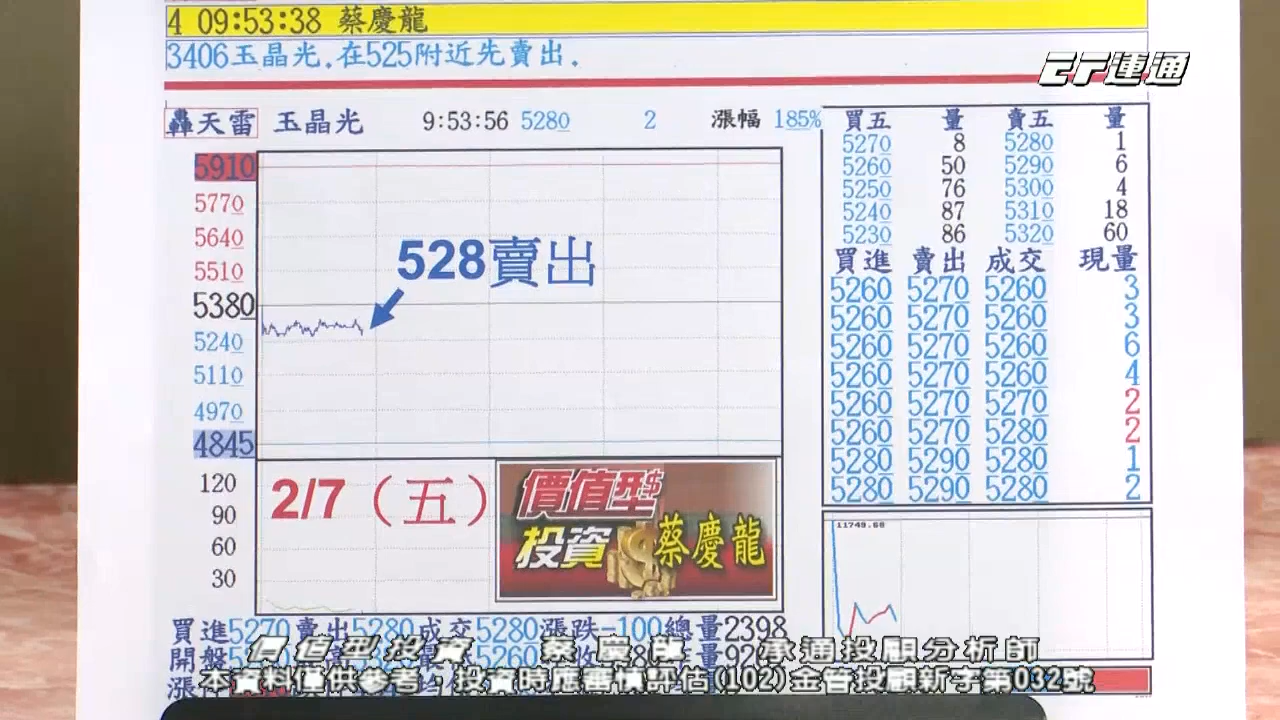 4 09:53:38 蔡慶龍
3406玉晶光.在525附近先賣出.
運通
轟天雷 玉晶光 9:53:56 5280 2 漲幅 185%
買五 量 賣五 量
5270 8 5280 1
5260 50 5290 6
5250 76 5300 4
5240 87 5310 18
5230 86 5320 60
買進 賣出 成交 現量
5260 5270 5260 3
5260 5270 5260 3
5260 5270 5260 6
5260 5270 5260 4
5260 5270 5270 2
5260 5270 5280 2
5280 5290 5280 1
5280 5290 5280 2
5910
5770
5640
5510
5380
5240
5110
4970
4845
528賣出
120
90
60
30
2/7（五）
價值型$
投資 蔡慶龍
11749.68
買進5270賣出5280成交5280漲跌-100總量2398
開盤
價值型投資 蔡慶龍 承通投顧分析師
本資料僅供參考，投資時應審慎評估(102)金管投顧新字第032號